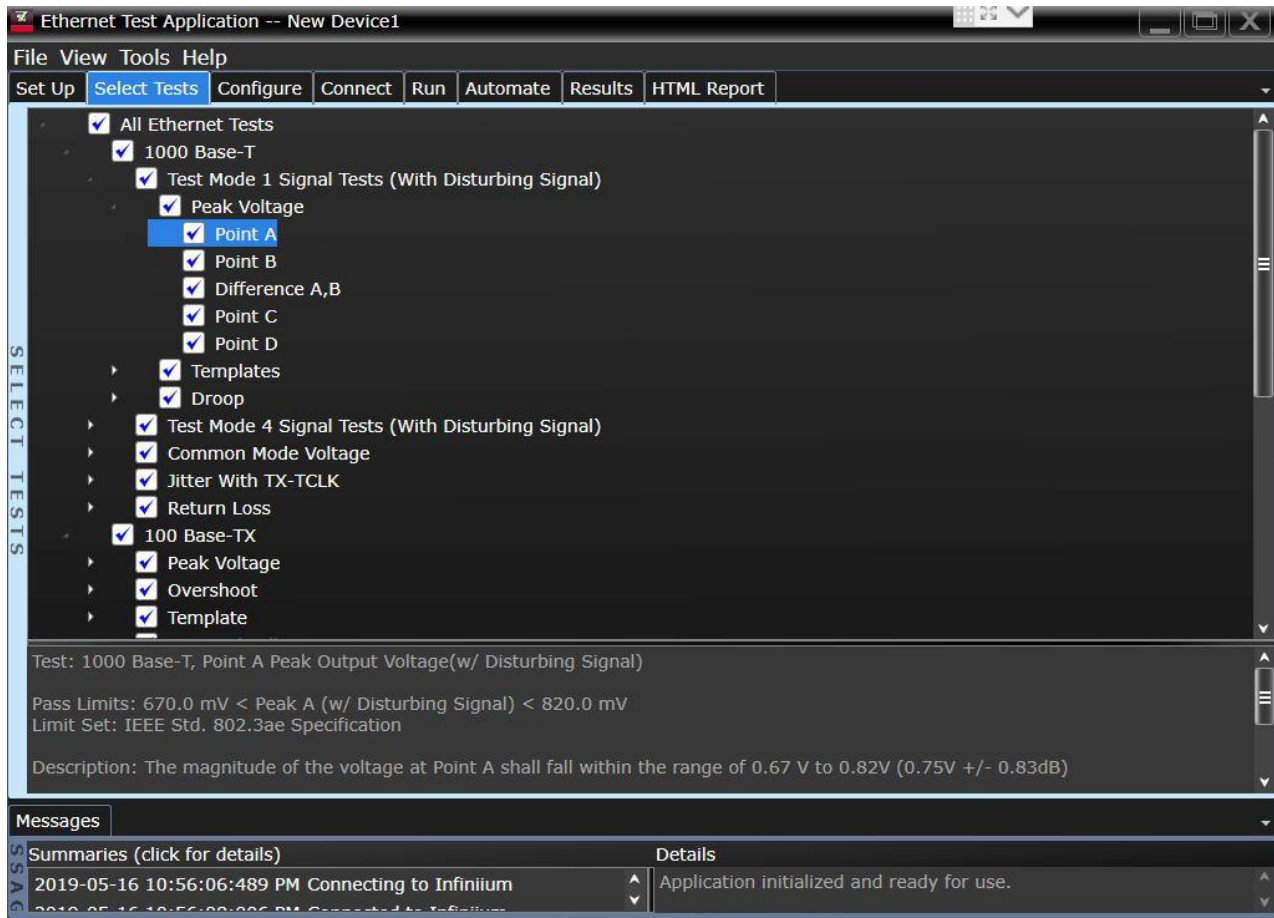 Ethernet Test Application -- New Device1
File View Tools Help
Set Up Select Tests Configure Connect Run Automate Results HTML Report
All Ethernet Tests
1000 Base-T
Test Mode 1 Signal Tests (With Disturbing Signal)
Peak Voltage
Point A
Point B
Difference A,B
Point C
Point D
Templates
Droop
Test Mode 4 Signal Tests (With Disturbing Signal)
Common Mode Voltage
Jitter With TX-TCLK
Return Loss
100 Base-TX
Peak Voltage
Overshoot
Template
SELECT TESTS
Test: 1000 Base-T, Point A Peak Output Voltage(w/ Disturbing Signal)
Pass Limits: 670.0 mV < Peak A (w/ Disturbing Signal) < 820.0 mV
Limit Set: IEEE Std. 802.3ae Specification
Description: The magnitude of the voltage at Point A shall fall within the range of 0.67 V to 0.82V (0.75V +/- 0.83dB)
Messages
Summaries (click for details) Details
2019-05-16 10:56:06:489 PM Connecting to Infiniium
Application initialized and ready for use.